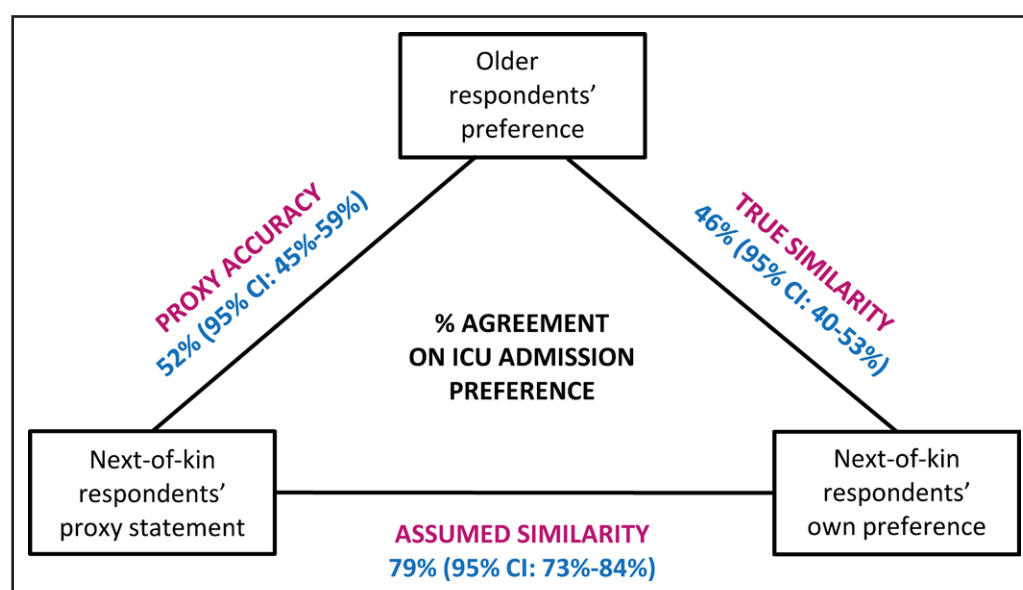 Older
respondents’
preference
PROXY ACCURACY
52% (95% CI: 45%-59%)
TRUE SIMILARITY
46% (95% CI: 40-53%)
% AGREEMENT
ON ICU ADMISSION
PREFERENCE
Next-of-kin
respondents’
proxy statement
Next-of-kin
respondents’
own preference
ASSUMED SIMILARITY
79% (95% CI: 73%-84%)